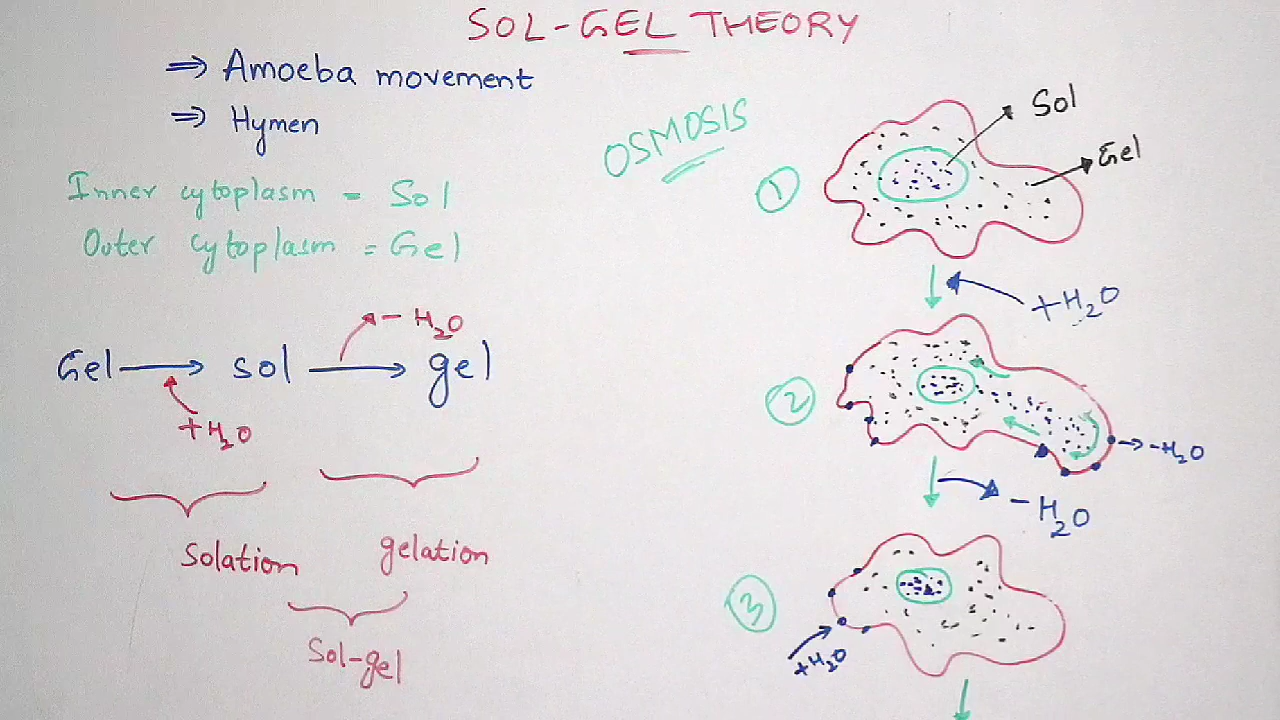 SOL-GEL THEORY
⇒ Amoeba movement
⇒ Hymen
OSMOSIS
Inner cytoplasm = Sol
Outer cytoplasm = Gel
Gel → sol → gel
+H₂O
-H₂O
Solation
gelation
Sol-gel
①
Sol
Gel
+H₂O
②
→ -H₂O
-H₂O
③
+H₂O